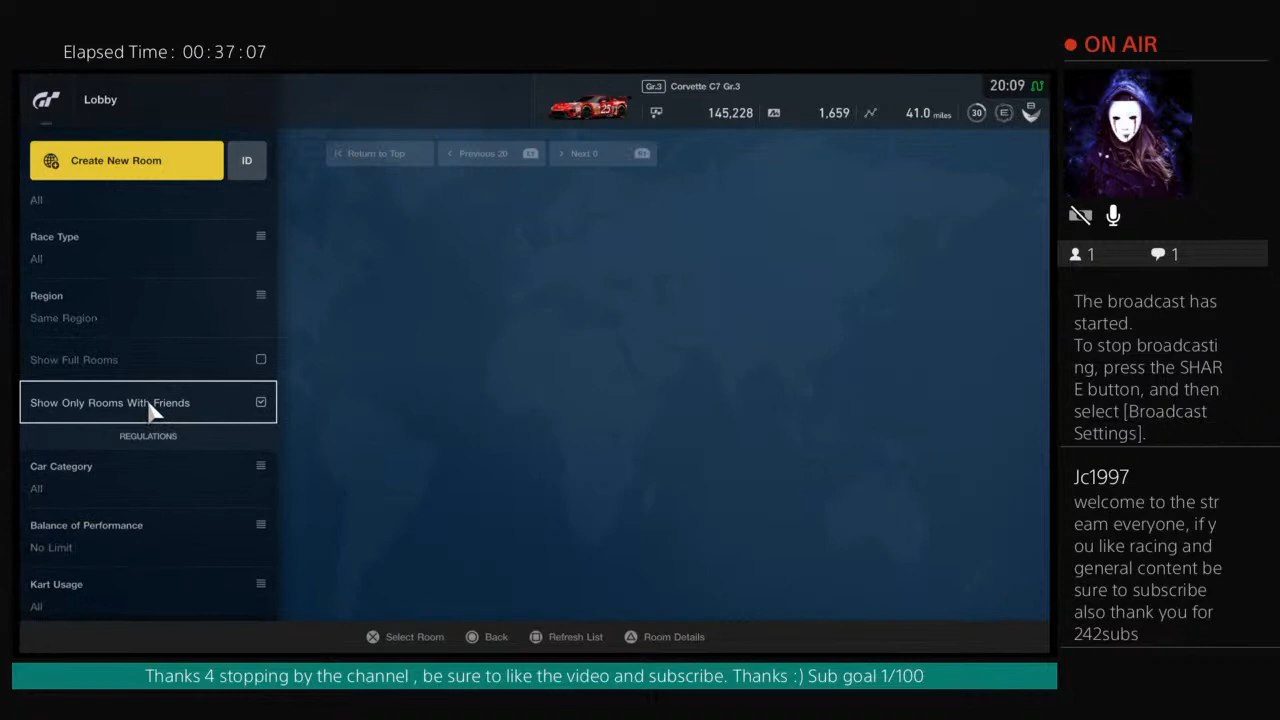 Elapsed Time: 00:37:07
ON AIR
GT
Lobby
Gr.3 Corvette C7 Gr.3
20:09
145,228
1,659
41.0 miles
30
E
B
Create New Room
ID
Return to Top
Previous 20 L1
Next 0 R1
All
Race Type
All
Region
Same Region
Show Full Rooms
Show Only Rooms With Friends
REGULATIONS
Car Category
All
Balance of Performance
No Limit
Kart Usage
All
Select Room
Back
Refresh List
Room Details
1
1
The broadcast has
started.
To stop broadcasti
ng, press the SHAR
E button, and then
select [Broadcast
Settings].
Jc1997
welcome to the str
eam everyone, if y
ou like racing and
general content be
sure to subscribe
also thank you for
242subs
Thanks 4 stopping by the channel , be sure to like the video and subscribe. Thanks :) Sub goal 1/100